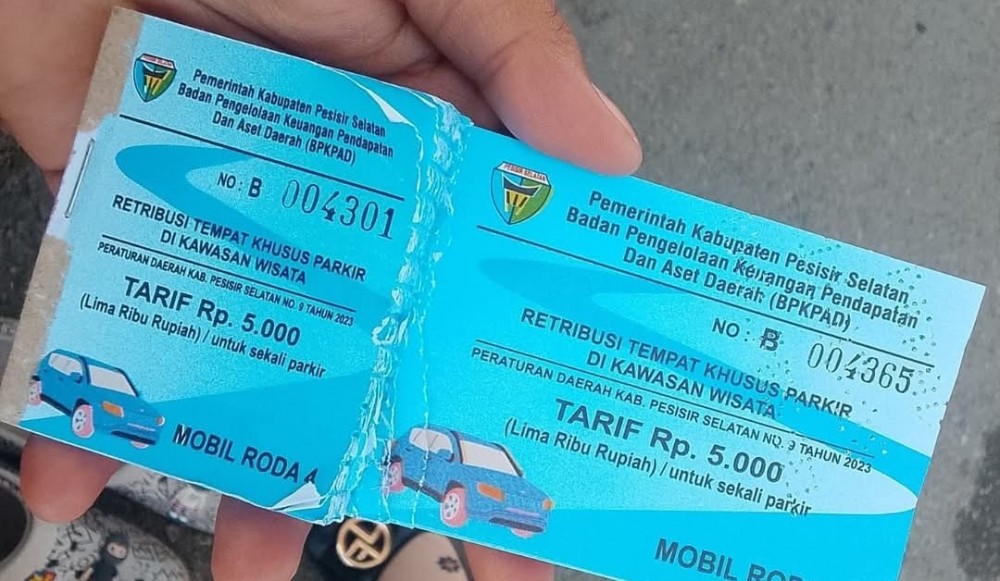 Pemerintah Kabupaten Pesisir Selatan
Badan Pengelolaan Keuangan Pendapatan
Dan Aset Daerah (BPKPAD)
NO : B 004301
RETRIBUSI TEMPAT KHUSUS PARKIR
DI KAWASAN WISATA
PERATURAN DAERAH KAB. PESISIR SELATAN NO. 9 TAHUN 2023
TARIF Rp. 5.000
(Lima Ribu Rupiah) / untuk sekali parkir
MOBIL RODA 4
PESISIR SELATAN
Pemerintah Kabupaten Pesisir Selatan
Badan Pengelolaan Keuangan Pendapatan
Dan Aset Daerah (BPKPAD)
NO : B 004365
RETRIBUSI TEMPAT KHUSUS PARKIR
DI KAWASAN WISATA
PERATURAN DAERAH KAB. PESISIR SELATAN NO. 9 TAHUN 2023
TARIF Rp. 5.000
(Lima Ribu Rupiah) / untuk sekali parkir
MOBIL